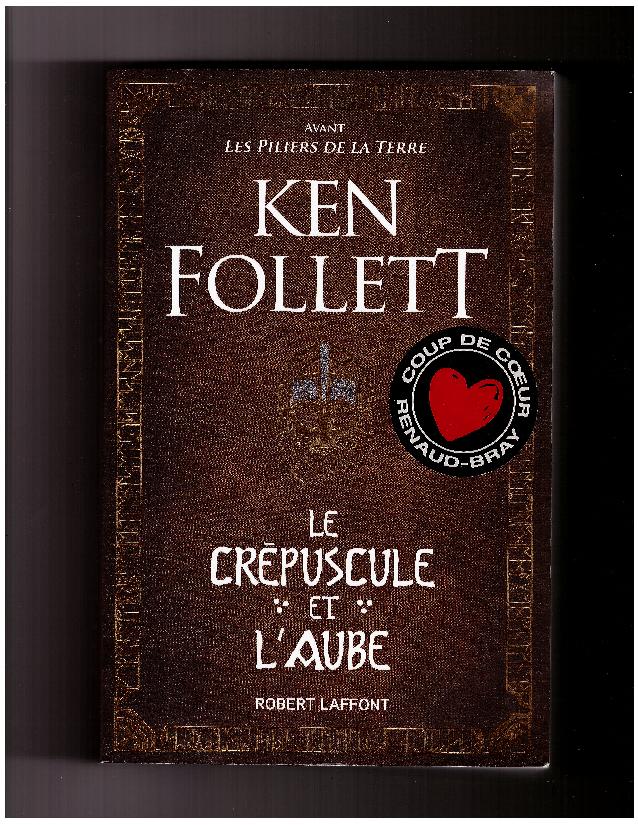 AVANT
LES PILIERS DE LA TERRE
KEN
FOLLETT
COUP DE CŒUR
RENAUD-BRAY
LE
CRÉPUSCULE
ET
L'AUBE
ROBERT LAFFONT